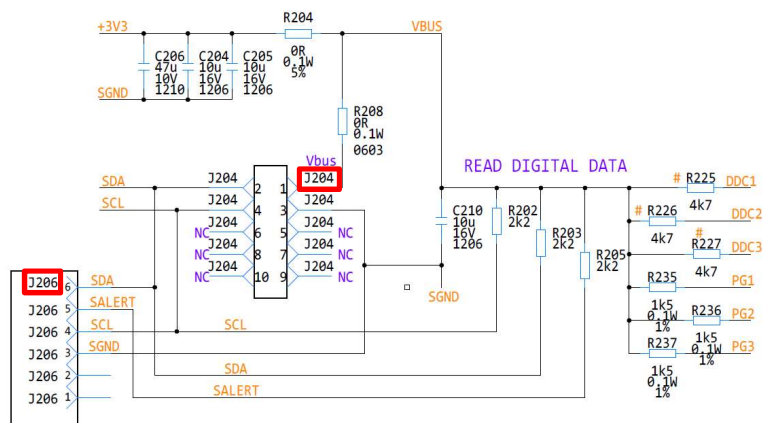 +3V3
R204
VBUS
0R
0.1W
5%
C206
47u
10V
1210
C204
10u
16V
1206
C205
10u
16V
1206
SGND
R208
0R
0.1W
0603
Vbus
J204
J204
2
1
J204
J204
4
3
J204
J204
6
5
J204
J204
8
7
J204
J204
10
9
NC
NC
NC
NC
NC
NC
SDA
SCL
READ DIGITAL DATA
C210
10u
16V
1206
SGND
R202
2k2
R203
2k2
R205
2k2
# R225
DDC1
4k7
# R226
DDC2
4k7
#
R227
DDC3
4k7
R235
PG1
1k5
0.1W
1%
R236
PG2
1k5
0.1W
1%
R237
PG3
1k5
0.1W
1%
J206 6
SDA
J206 5
SALERT
J206 4
SCL
SCL
J206 3
SGND
J206 2
SDA
J206 1
SALERT